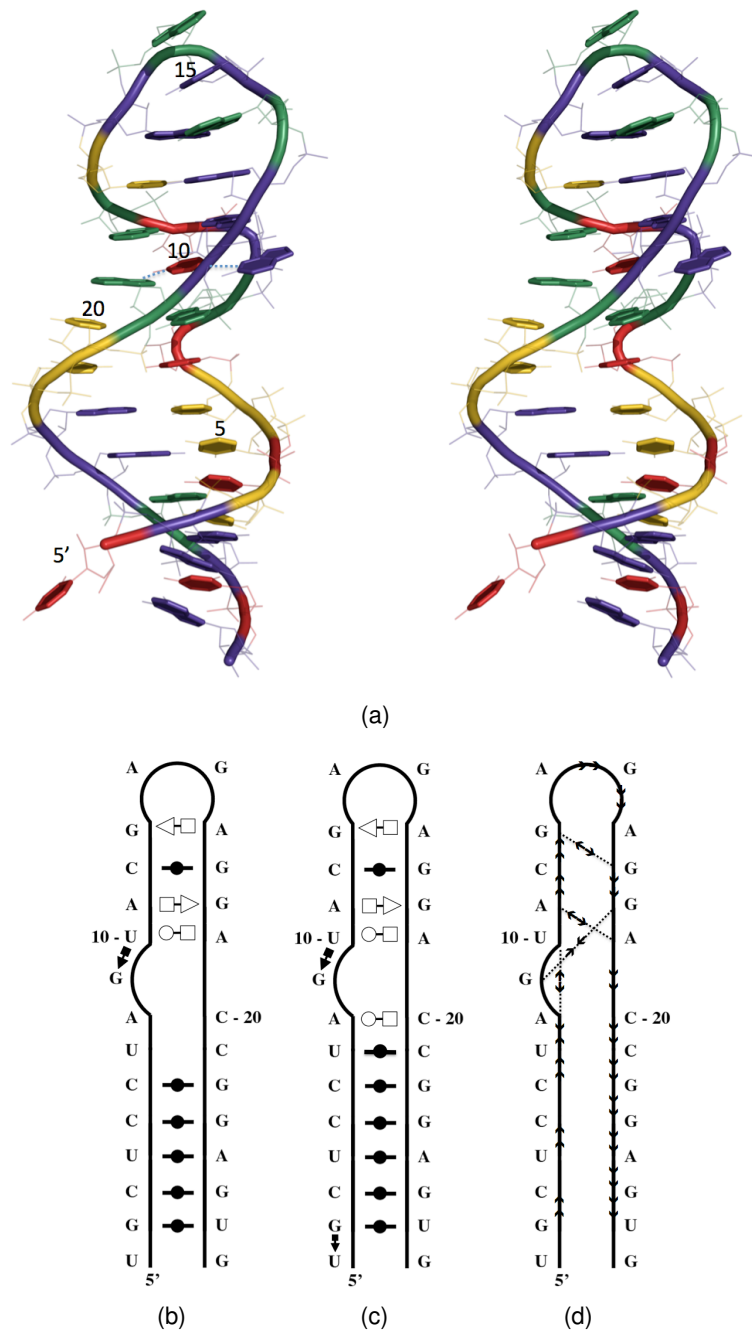 15
10
20
5
5'
(a)
A G A G A G
G A G A G A
C G C G C G
A G A G A G
10 - U A 10 - U A 10 - U A
G G G
A C - 20 A C - 20 A C - 20
U C U C U C
C G C G C G
C G C G C G
U A U A U A
C G C G C G
G U G U G U
U G U G U G
5' 5' 5'
(b) (c) (d)